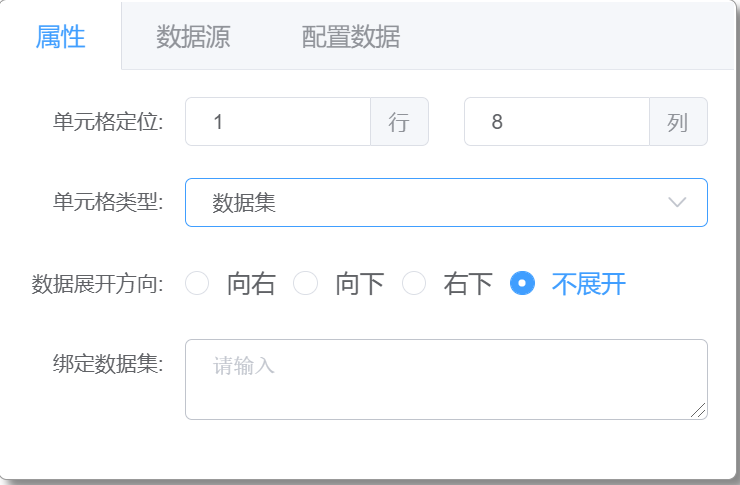 属性 数据源 配置数据
单元格定位: 1 行 8 列
单元格类型: 数据集
数据展开方向: 向右 向下 右下 不展开
绑定数据集: 请输入